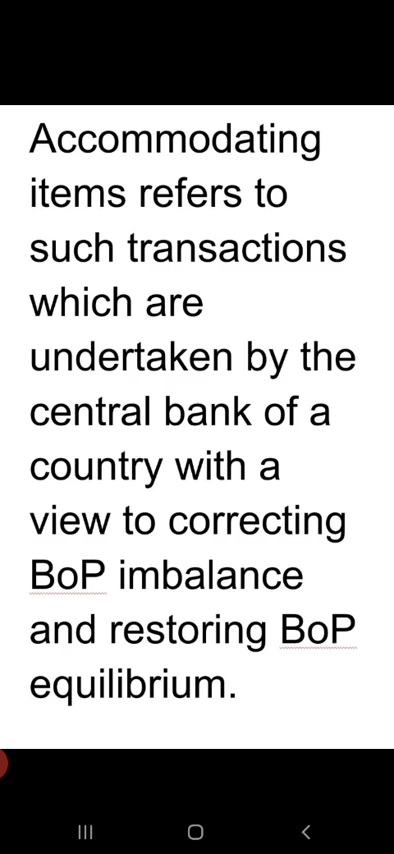 Accommodating
items refers to
such transactions
which are
undertaken by the
central bank of a
country with a
view to correcting
BoP imbalance
and restoring BoP
equilibrium.